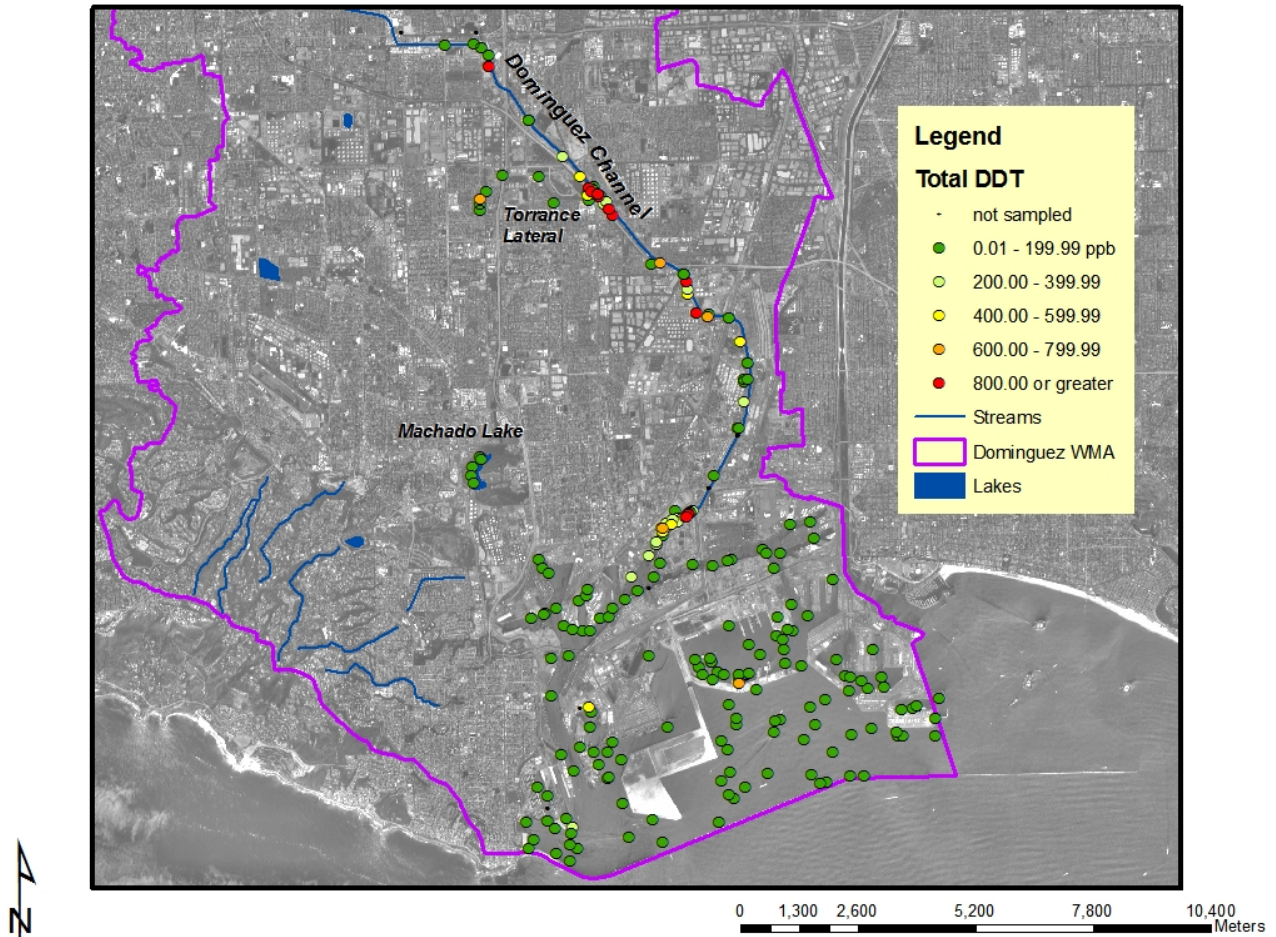 Dominguez Channel
Torrance
Lateral
Machado Lake
Legend
Total DDT
not sampled
0.01 - 199.99 ppb
200.00 - 399.99
400.00 - 599.99
600.00 - 799.99
800.00 or greater
Streams
Dominguez WMA
Lakes
N
0 1,300 2,600 5,200 7,800 10,400
Meters